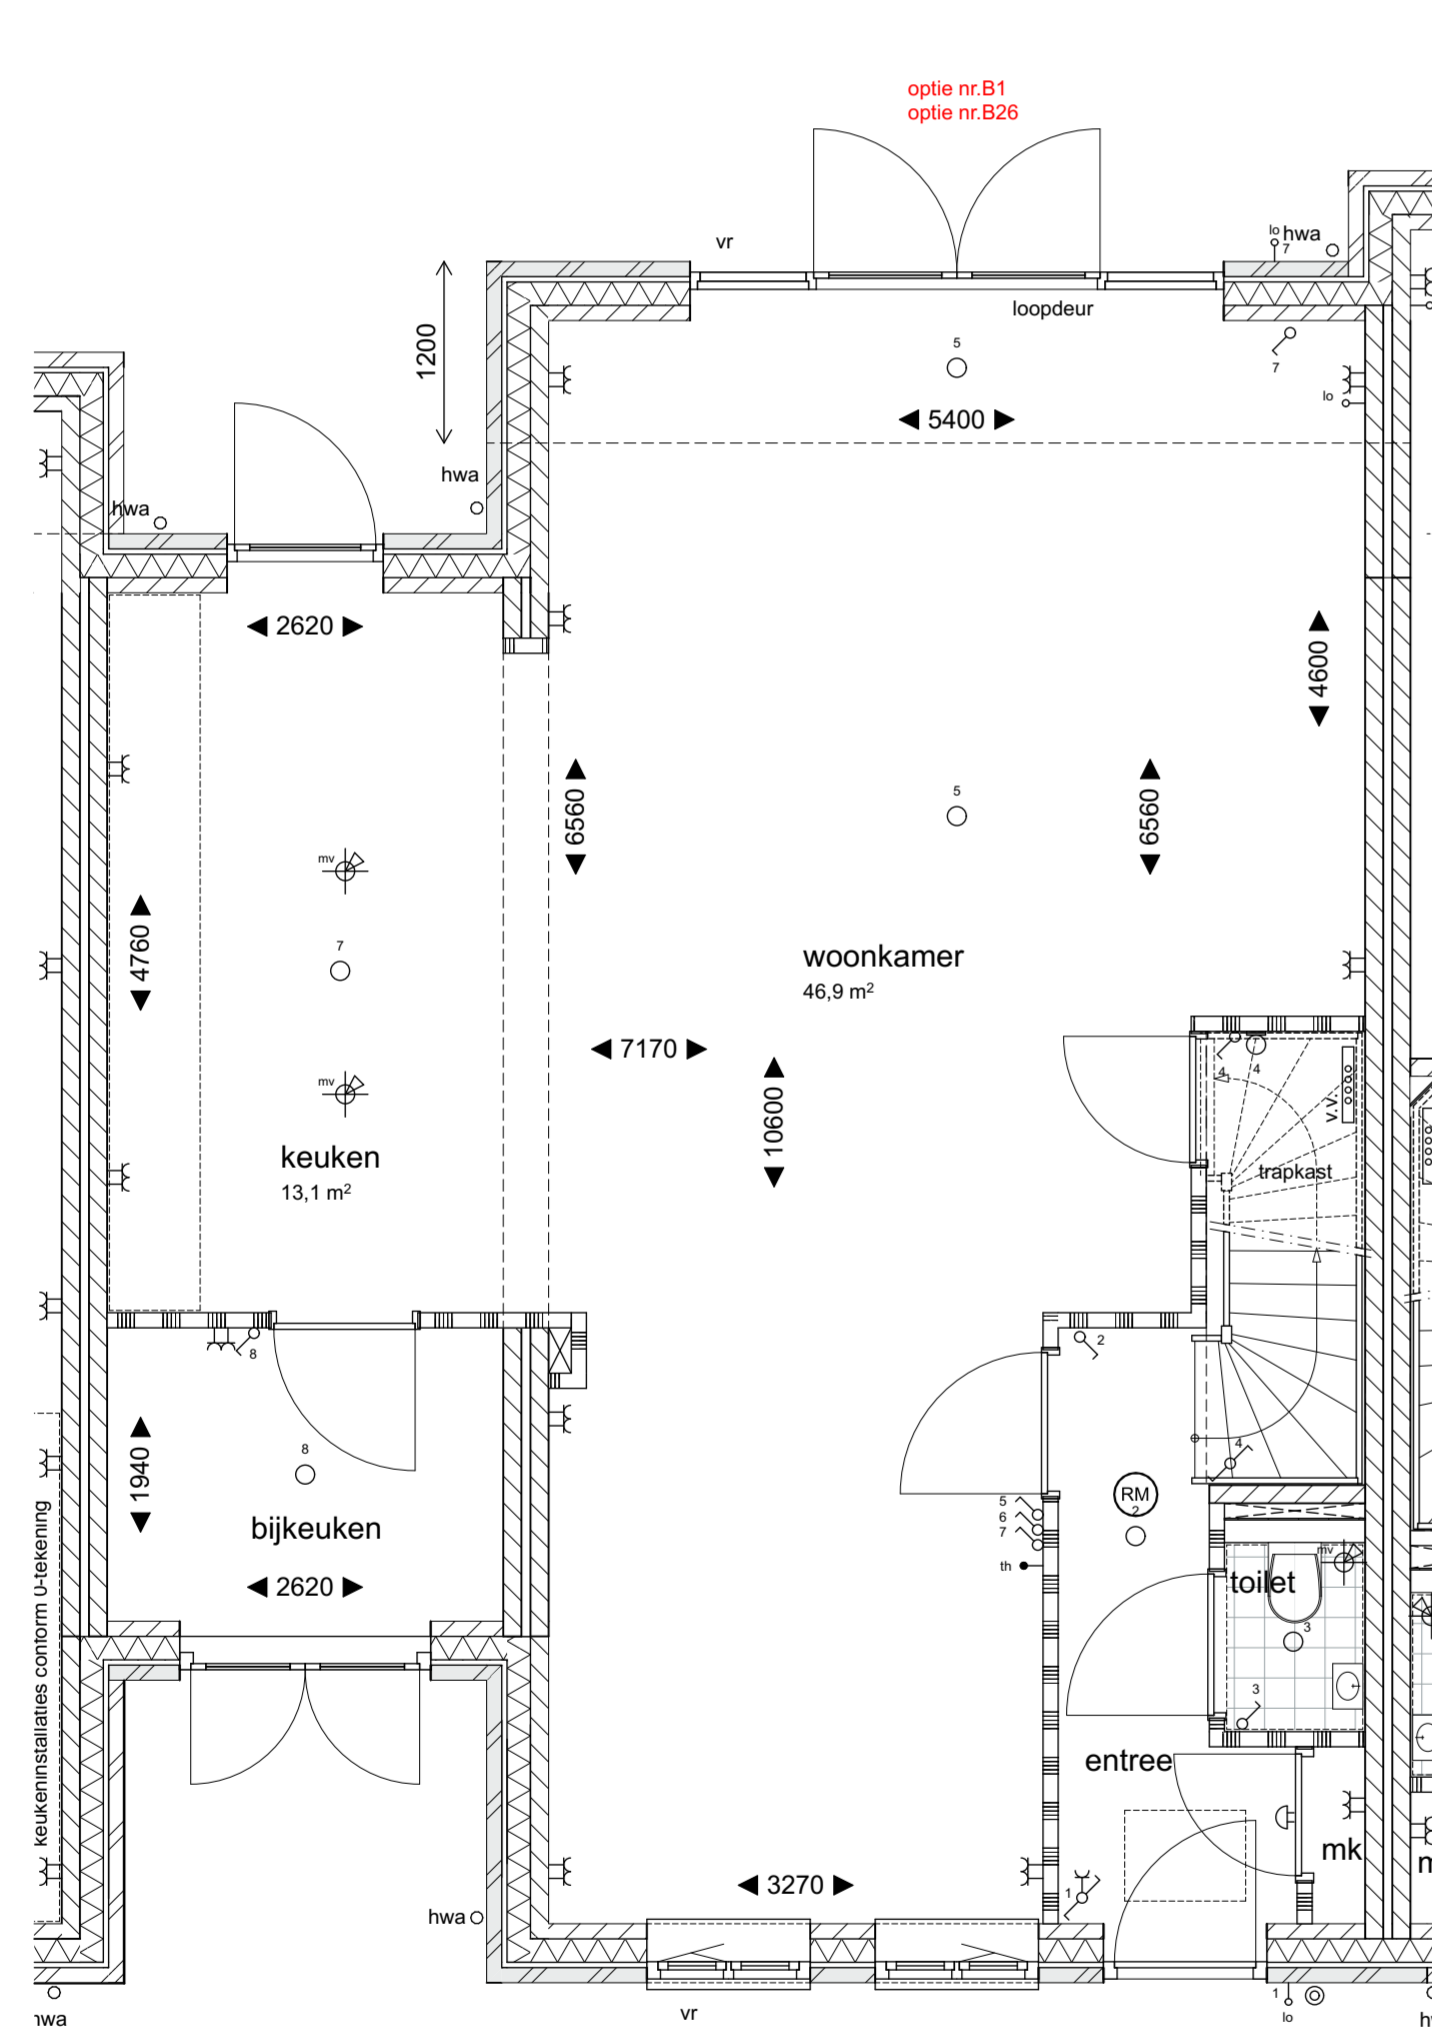 optie nr.B1
optie nr.B26
vr
lo
7
hwa
loopdeur
1200
5
7
lo
5400
hwa
hwa
2620
4600
6560
5
6560
mv
4760
7
woonkamer
46,9 m²
7170
mv
10600
4
4
v.v.
keuken
13,1 m²
trapkast
8
2
1940
8
4
5
6
7
RM
2
bijkeuken
th
mv
toilet
2620
3
keukeninstallaties conform U-tekening
3
entree
mk
3270
1
hwa
1
lo
vr